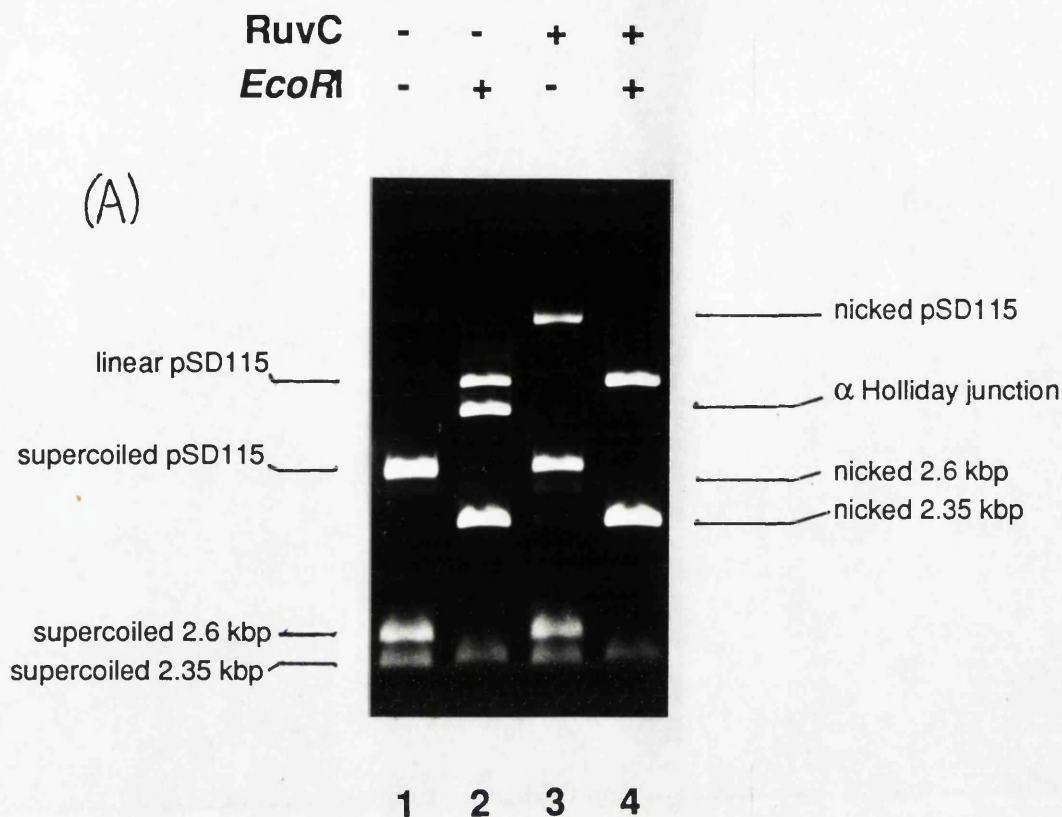 RuvC - - + +
EcoRI - + - +
(A)
linear pSD115
supercoiled pSD115
supercoiled 2.6 kbp
supercoiled 2.35 kbp
nicked pSD115
α Holliday junction
nicked 2.6 kbp
nicked 2.35 kbp
1 2 3 4